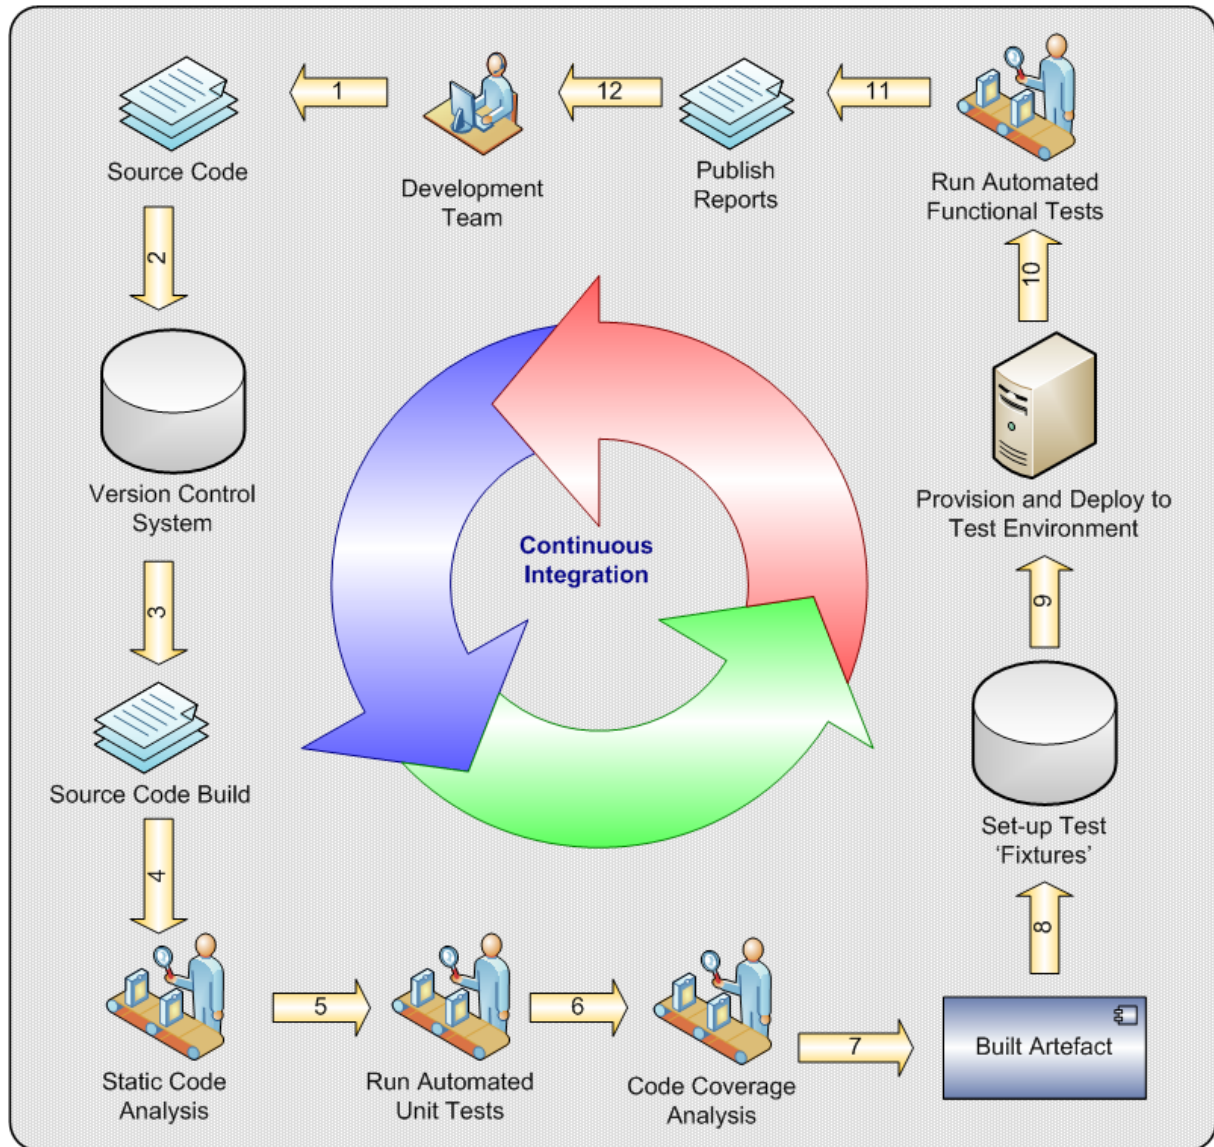 1
12
11
Source Code
Development
Team
Publish
Reports
Run Automated
Functional Tests
2
10
Version Control
System
Continuous
Integration
Provision and Deploy to
Test Environment
3
9
Source Code Build
Set-up Test
‘Fixtures’
4
8
5
6
7
Built Artefact
Static Code
Analysis
Run Automated
Unit Tests
Code Coverage
Analysis